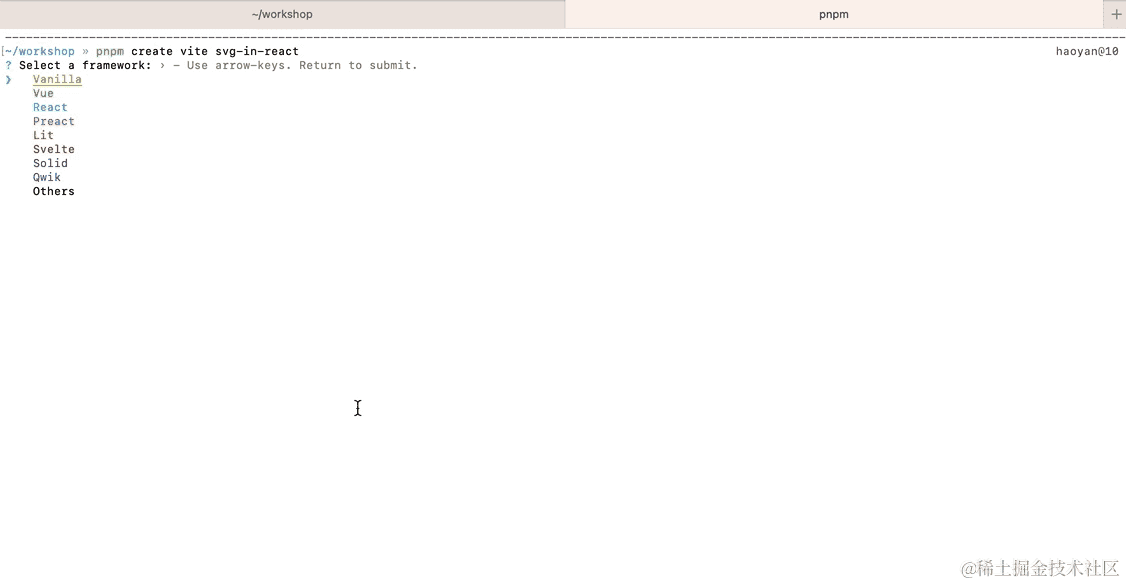 ~/workshop
pnpm
+
[~/workshop » pnpm create vite svg-in-react haoyan@10
? Select a framework: › - Use arrow-keys. Return to submit.
❯ Vanilla
Vue
React
Preact
Lit
Svelte
Solid
Qwik
Others
@稀土掘金技术社区